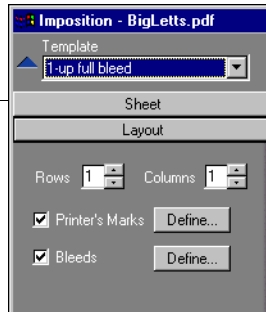 Imposition - BigLetts.pdf
Template
1-up full bleed
Sheet
Layout
Rows 1 Columns 1
Printer's Marks Define...
Bleeds Define...